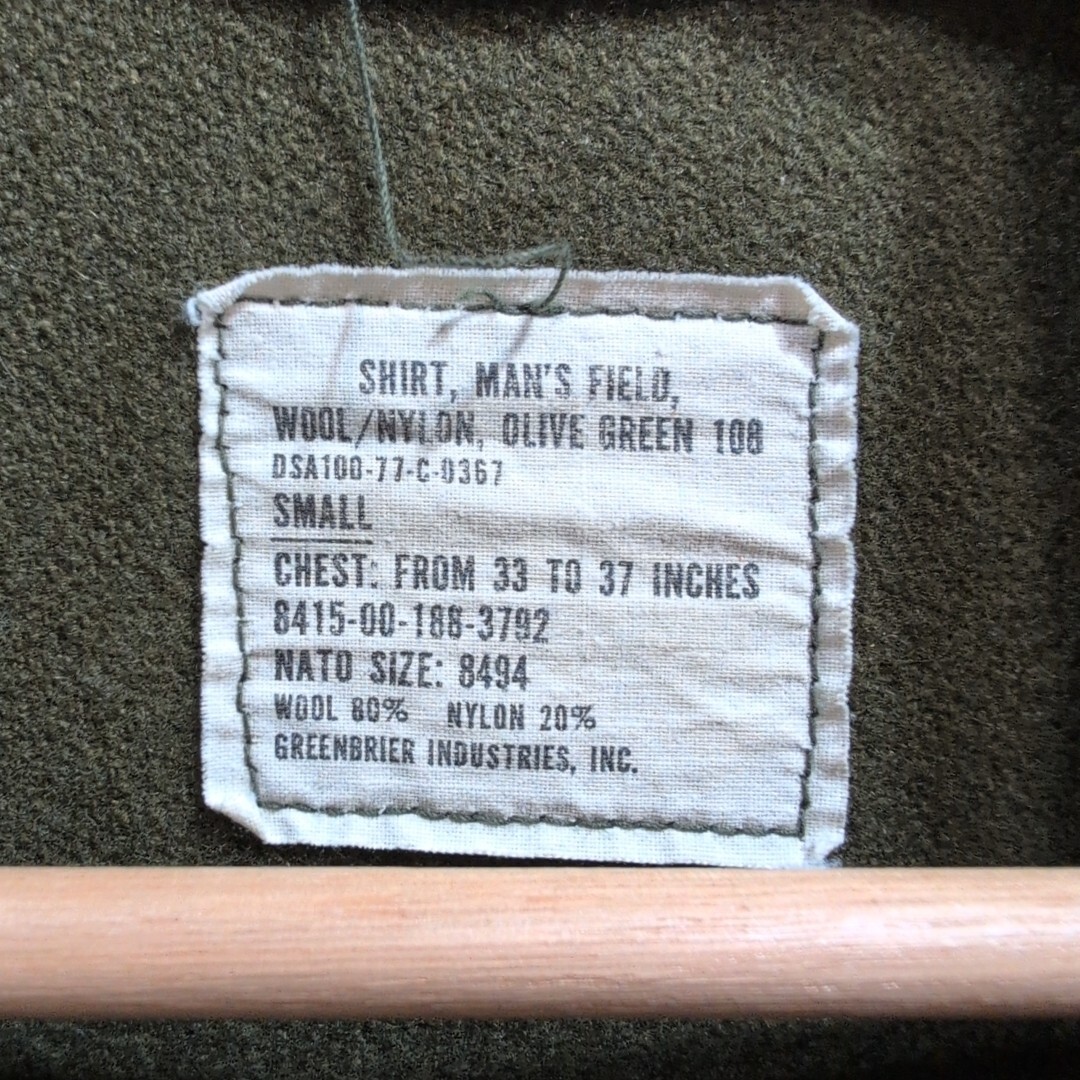 SHIRT, MAN'S FIELD,
WOOL/NYLON, OLIVE GREEN 108
DSA100-77-C-0367
SMALL
CHEST: FROM 33 TO 37 INCHES
8415-00-188-3792
NATO SIZE: 8494
WOOL 80% NYLON 20%
GREENBRIER INDUSTRIES, INC.